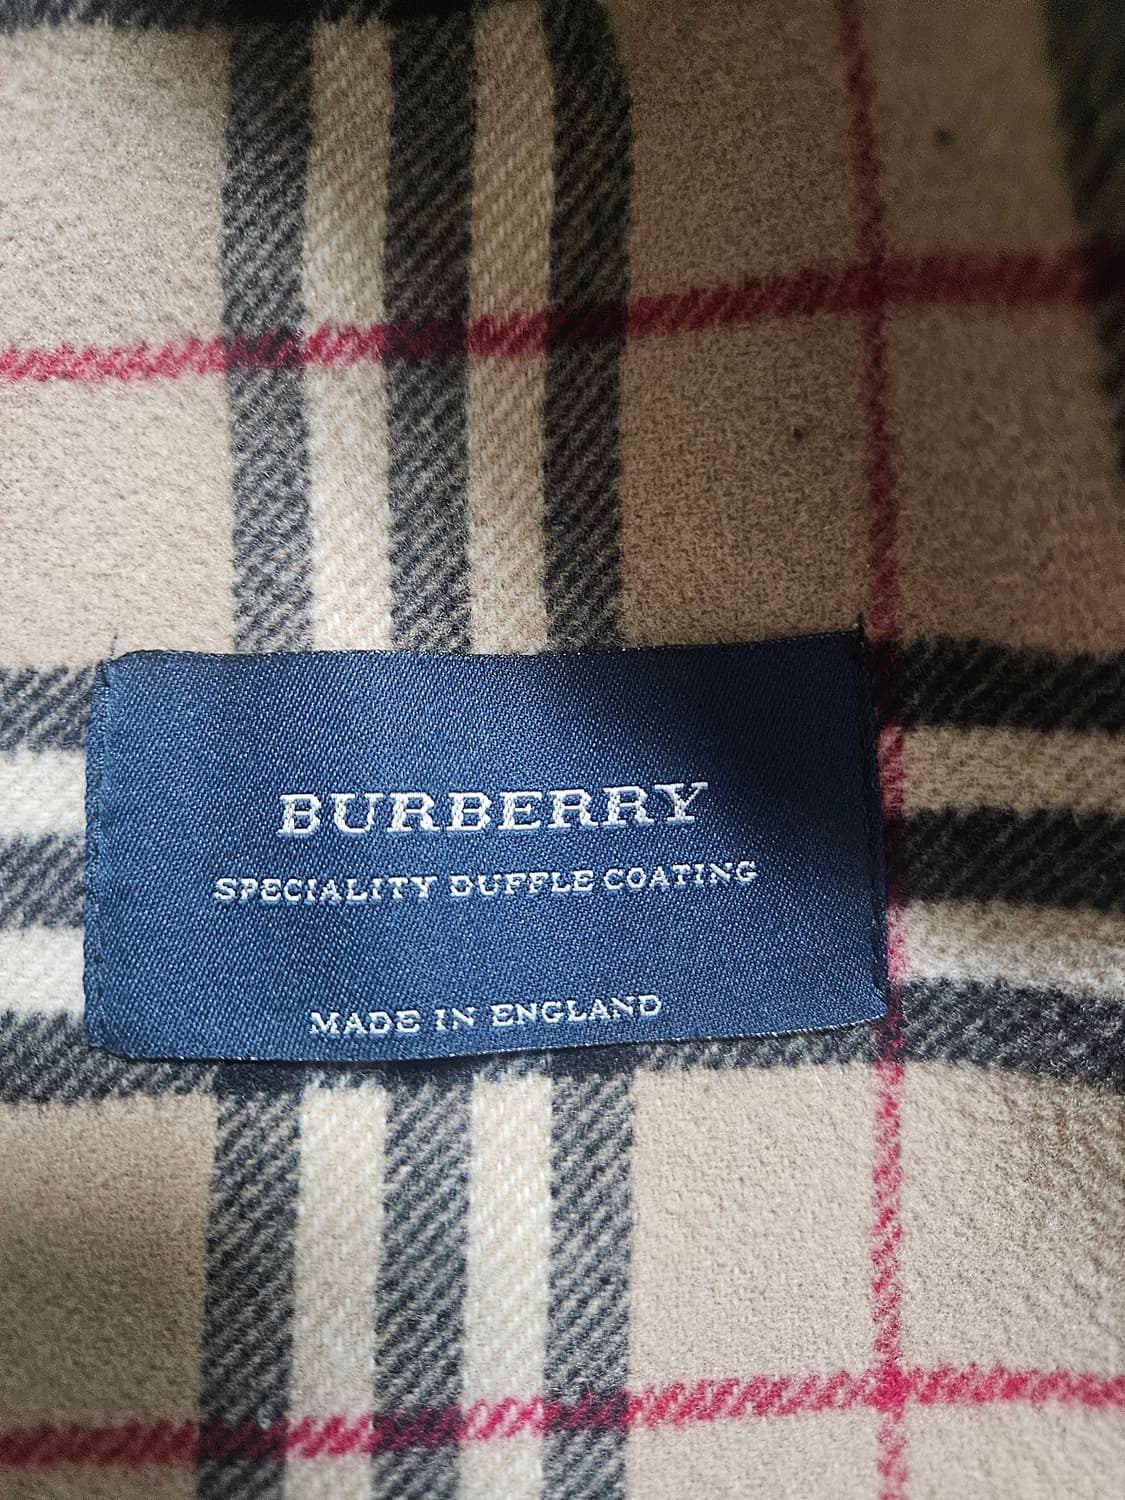 BURBERRY
SPECIALITY DUFFLE COATING
MADE IN ENGLAND